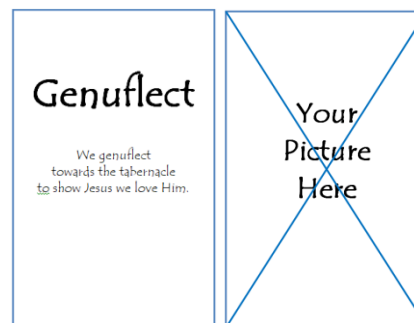 Genuflect
We genuflect
towards the tabernacle
to show Jesus we love Him.
Your
Picture
Here